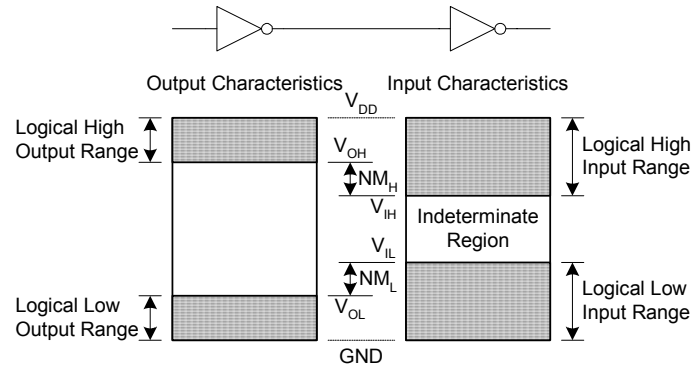 Output Characteristics
Input Characteristics
V_DD
Logical High
Output Range
Logical High
Input Range
V_OH
NM_H
V_IH
Indeterminate
Region
V_IL
NM_L
Logical Low
Output Range
Logical Low
Input Range
V_OL
GND